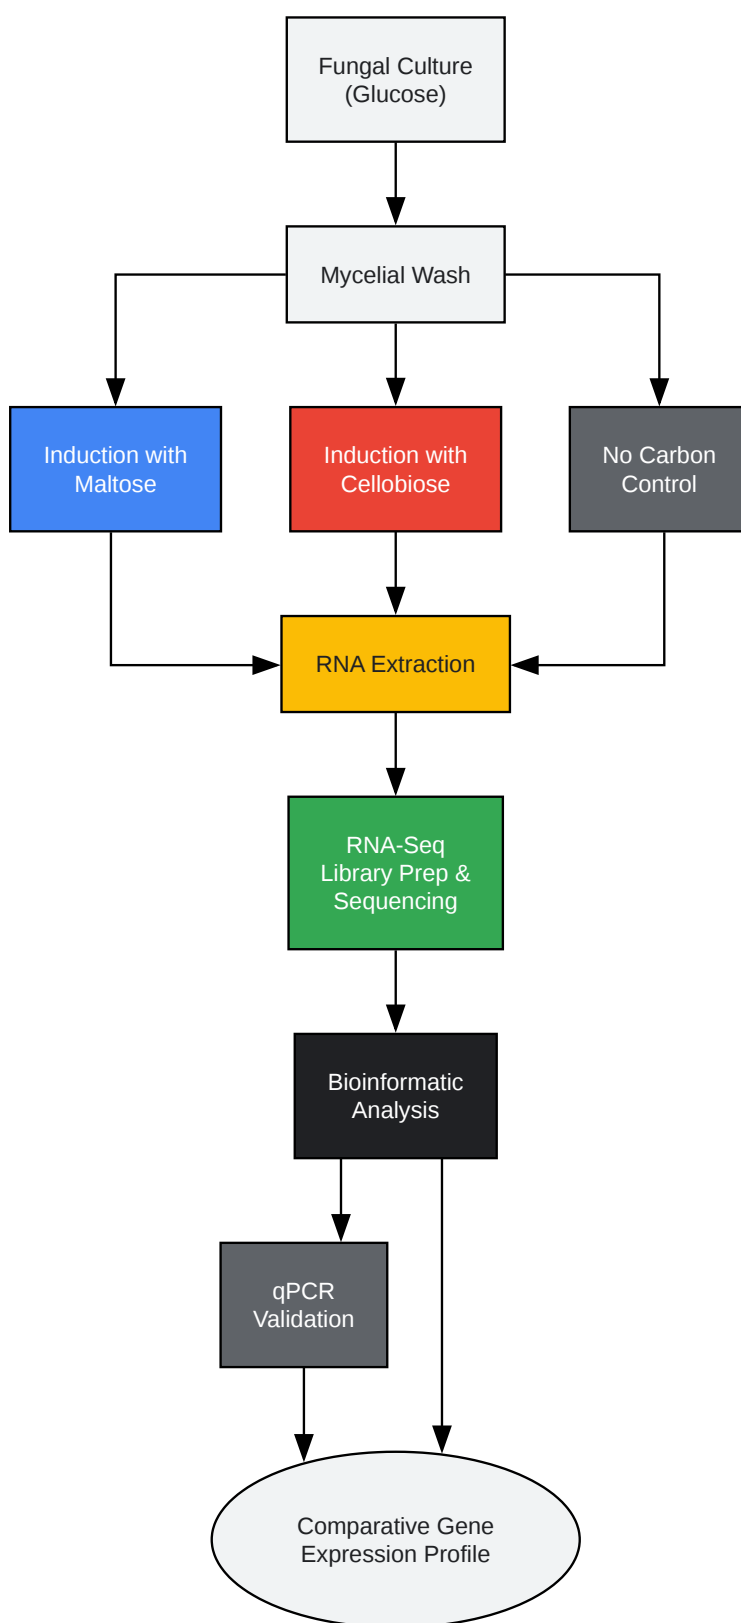 Fungal Culture
(Glucose)
Mycelial Wash
Induction with
Maltose
Induction with
Cellobiose
No Carbon
Control
RNA Extraction
RNA-Seq
Library Prep &
Sequencing
Bioinformatic
Analysis
qPCR
Validation
Comparative Gene
Expression Profile